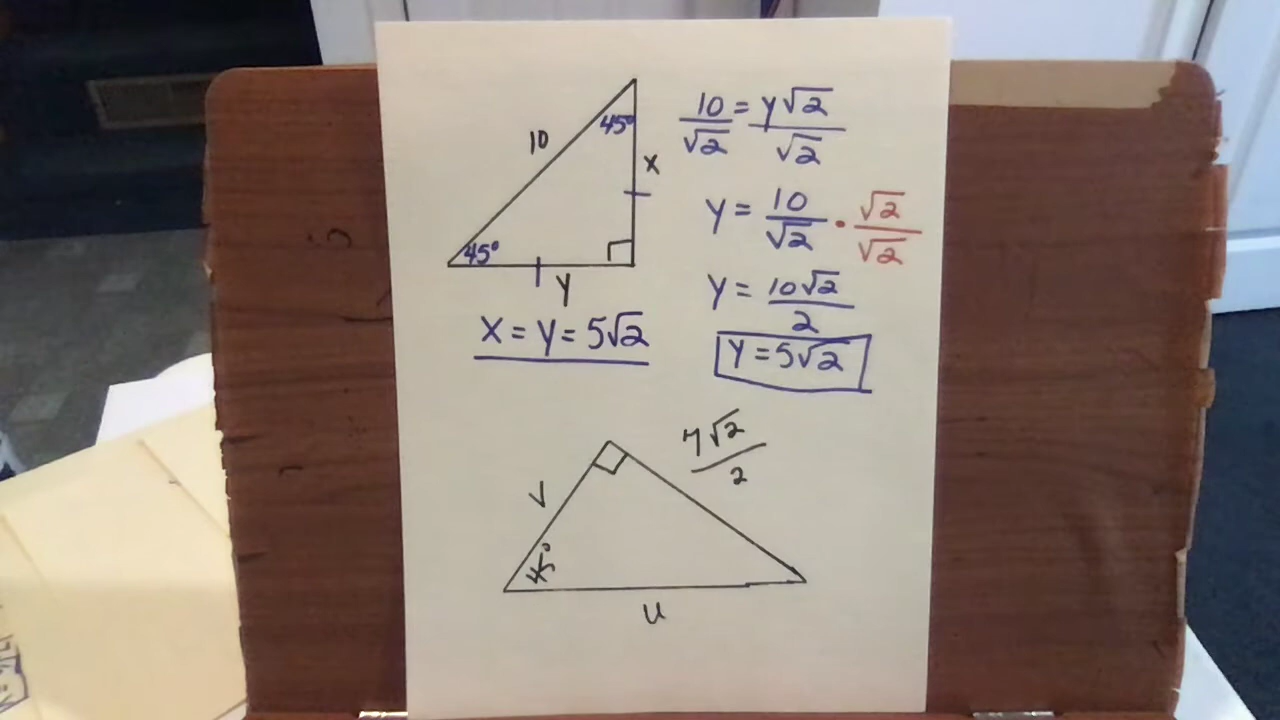 10
45°
x
45°
y
x = y = 5√2
10/√2 = y√2/√2
y = 10/√2 · √2/√2
y = 10√2/2
y = 5√2
7√2/2
v
45°
u